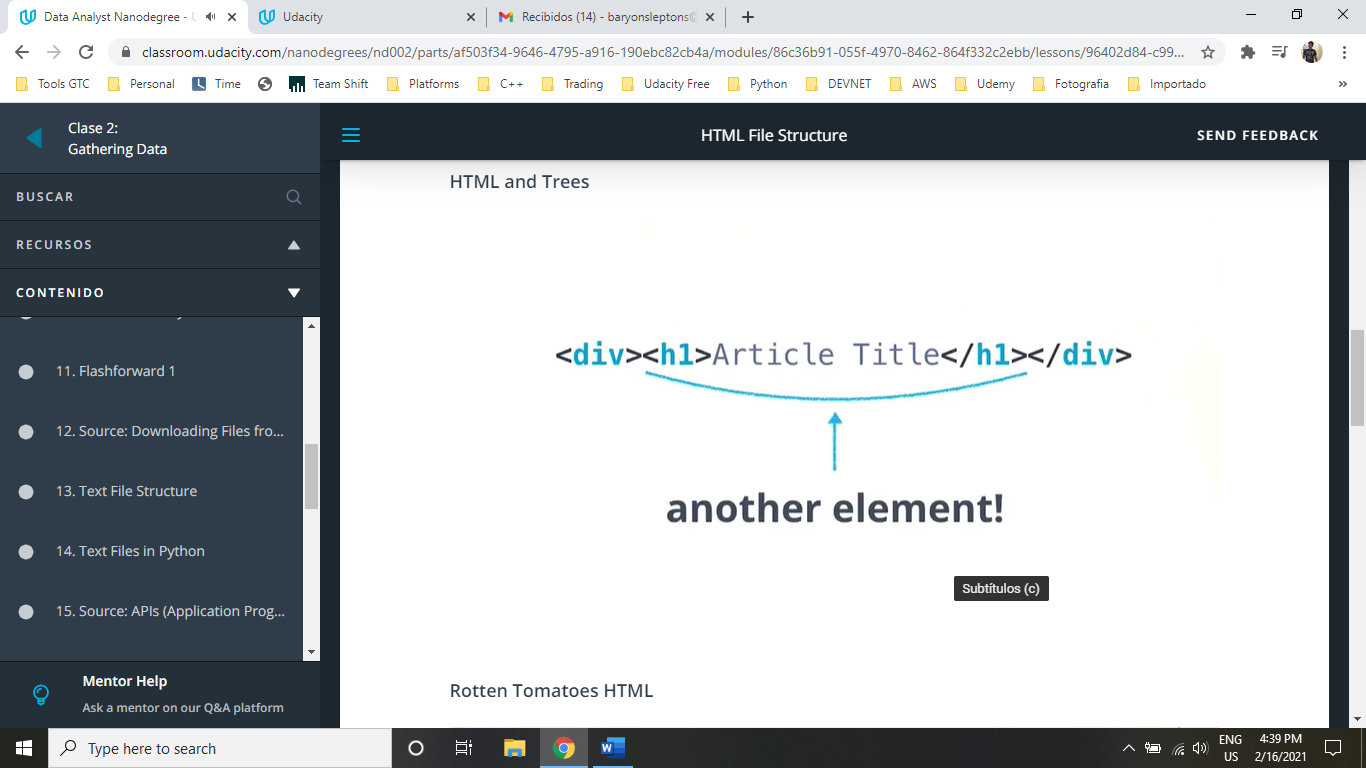 Data Analyst Nanodegree - U
Udacity
Recibidos (14) - baryonsleptons@
classroom.udacity.com/nanodegrees/nd002/parts/af503f34-9646-4795-a916-190ebc82cb4a/modules/86c36b91-055f-4970-8462-864f332c2ebb/lessons/96402d84-c99...
Tools GTC
Personal
Time
Team Shift
Platforms
C++
Trading
Udacity Free
Python
DEVNET
AWS
Udemy
Fotografia
Importado
»
Clase 2:
Gathering Data
HTML File Structure
SEND FEEDBACK
BUSCAR
RECURSOS
CONTENIDO
11. Flashforward 1
12. Source: Downloading Files fro...
13. Text File Structure
14. Text Files in Python
15. Source: APIs (Application Prog...
Mentor Help
Ask a mentor on our Q&A platform
HTML and Trees
<div><h1>Article Title</h1></div>
another element!
Subtítulos (c)
Rotten Tomatoes HTML
Type here to search
ENG
US
4:39 PM
2/16/2021